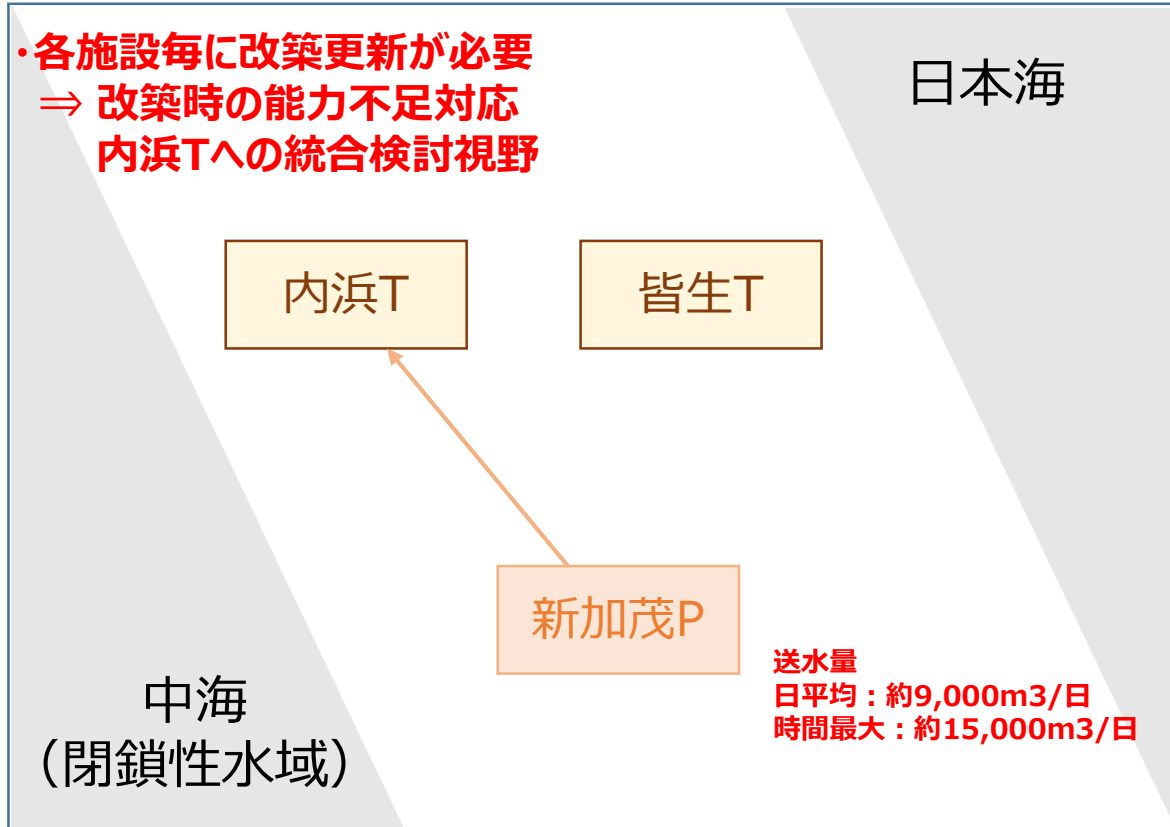 ・各施設毎に改築更新が必要
⇒ 改築時の能力不足対応
内浜Tへの統合検討視野
日本海
内浜T
皆生T
新加茂P
送水量
日平均：約9,000m3/日
時間最大：約15,000m3/日
中海
（閉鎖性水域）